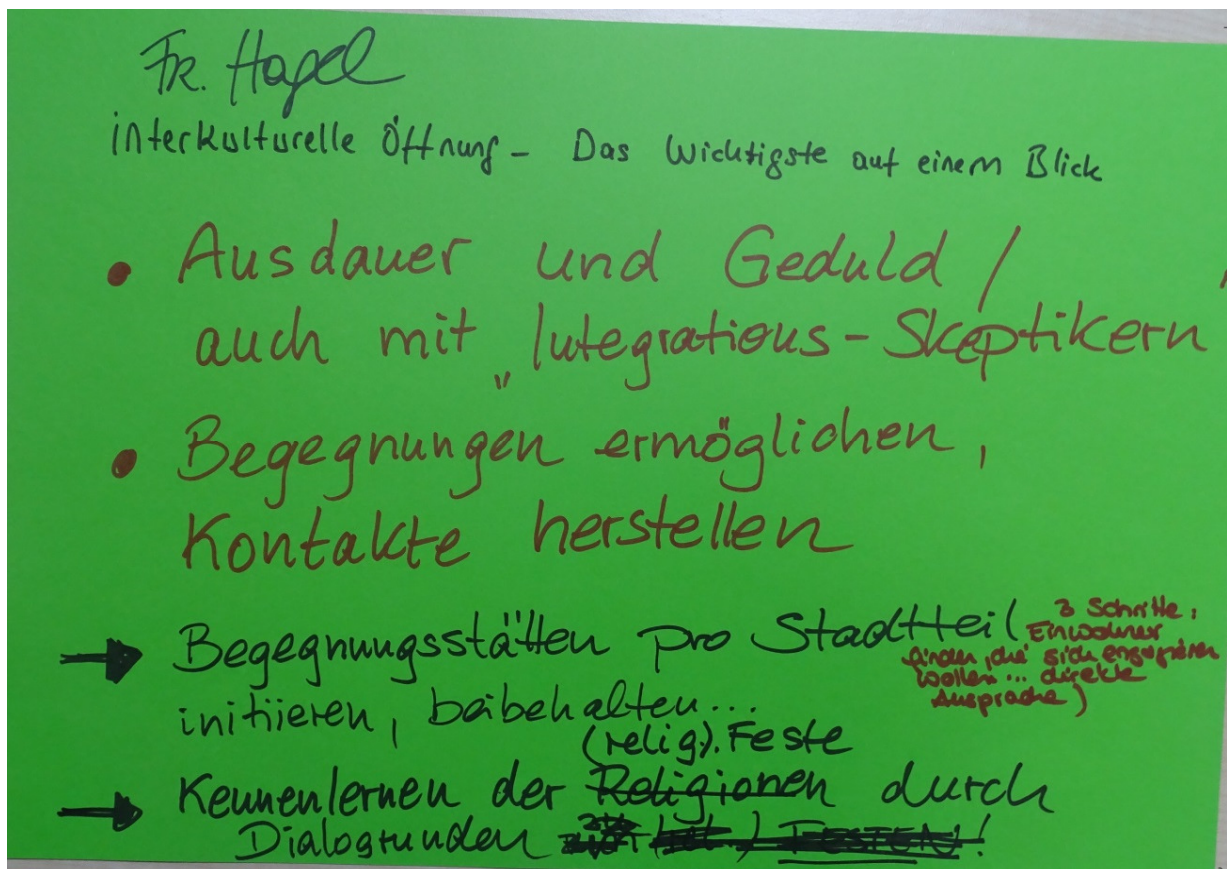 Fr. Hagel
interkulturelle Öffnung - Das Wichtigste auf einem Blick
• Ausdauer und Geduld /
auch mit „Integrations-Skeptikern
• Begegnungen ermöglichen,
Kontakte herstellen
→ Begegnungsstätten pro Stadtteil
(3 Schritte:
Einwohner
finden, die sich engagieren
wollen... direkte
Ansprache)
initiieren, beibehalten...
(relig.). Feste
→ Kennenlernen der Religionen durch
Dialogrunden FESTEN!